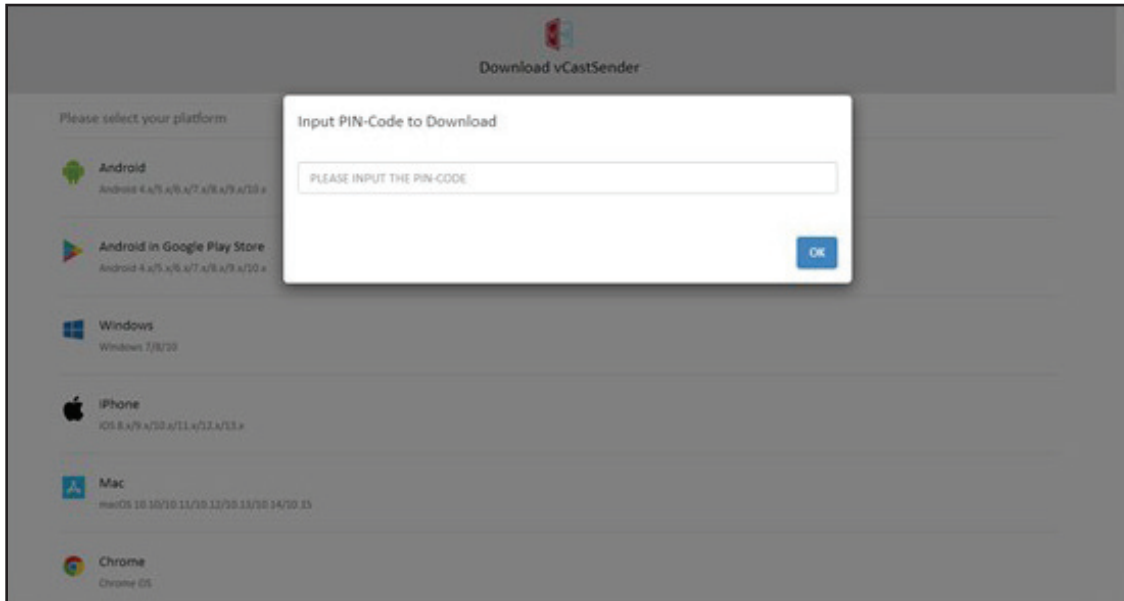 Download vCastSender
Please select your platform
Input PIN-Code to Download
PLEASE INPUT THE PIN-CODE
OK
Android
Android 4.x/5.x/6.x/7.x/8.x/9.x/10.x
Android in Google Play Store
Android 4.x/5.x/6.x/7.x/8.x/9.x/10.x
Windows
Windows 7/8/10
iPhone
iOS 8.x/9.x/10.x/11.x/12.x/13.x
Mac
macOS 10.10/10.11/10.12/10.13/10.14/10.15
Chrome
Chrome OS